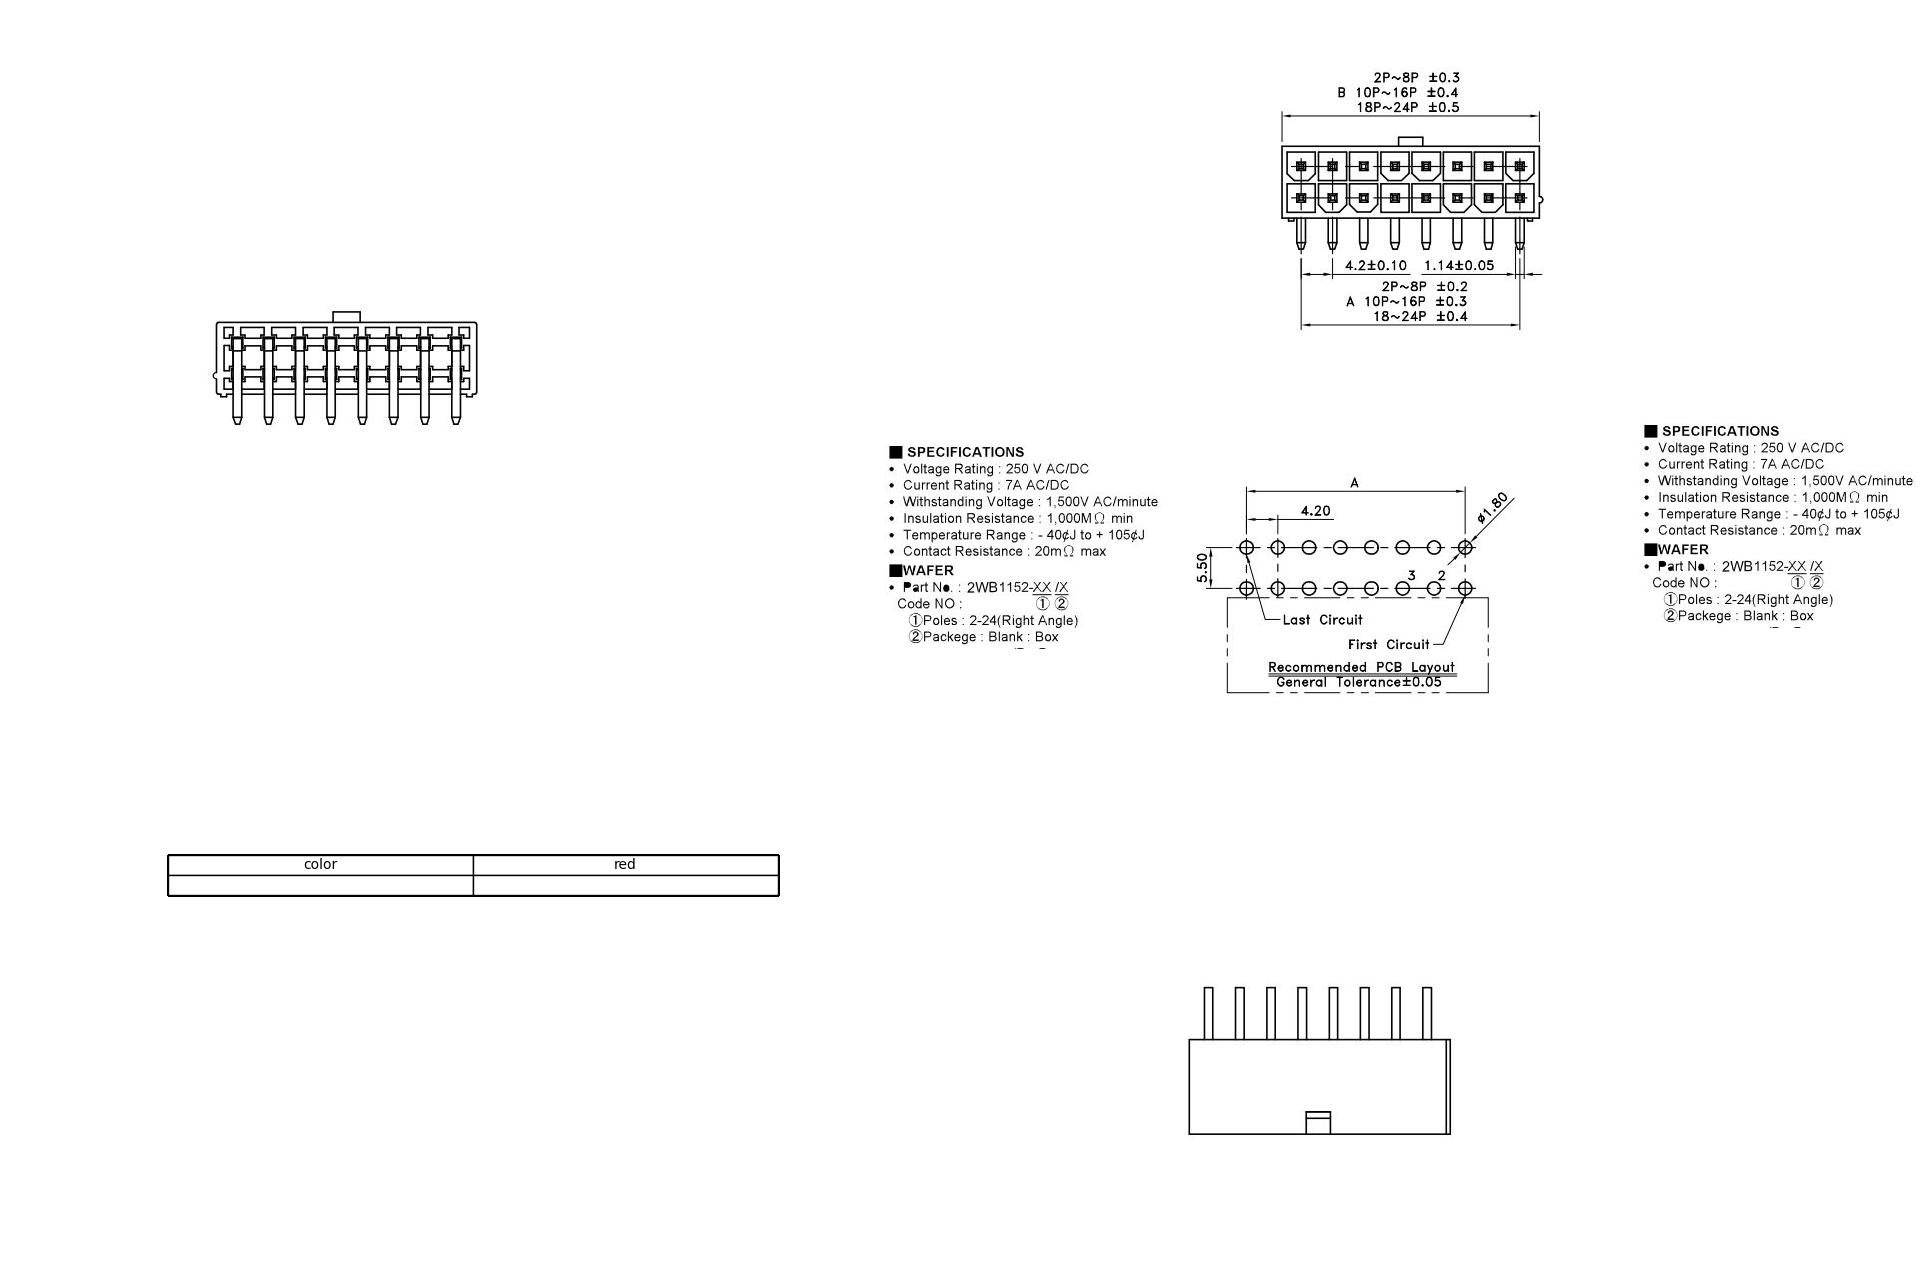 2P~8P ±0.3
B 10P~16P ±0.4
18P~24P ±0.5
4.2±0.10 1.14±0.05
2P~8P ±0.2
A 10P~16P ±0.3
18~24P ±0.4
■ SPECIFICATIONS
• Voltage Rating : 250 V AC/DC
• Current Rating : 7A AC/DC
• Withstanding Voltage : 1,500V AC/minute
• Insulation Resistance : 1,000MΩ min
• Temperature Range : - 40¢J to + 105¢J
• Contact Resistance : 20mΩ max
■WAFER
• Part No. : 2WB1152-XX /X
Code NO : ① ②
①Poles : 2-24(Right Angle)
②Packege : Blank : Box
A
4.20
ø1.80
5.50
3 2
Last Circuit
First Circuit
Recommended PCB Layout
General Tolerance±0.05
■ SPECIFICATIONS
• Voltage Rating : 250 V AC/DC
• Current Rating : 7A AC/DC
• Withstanding Voltage : 1,500V AC/minute
• Insulation Resistance : 1,000MΩ min
• Temperature Range : - 40¢J to + 105¢J
• Contact Resistance : 20mΩ max
■WAFER
• Part No. : 2WB1152-XX /X
Code NO : ① ②
①Poles : 2-24(Right Angle)
②Packege : Blank : Box
color red